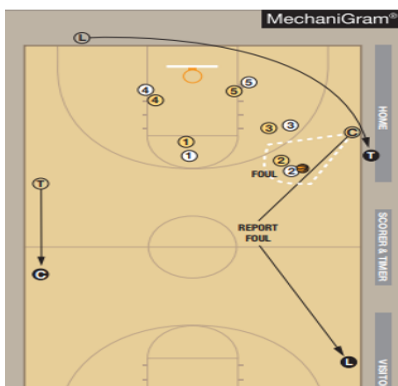 MechaniGram®
L
5
4
4
5
HOME
3
3
C
1
T
1
2
FOUL
2
T
SCORER & TIMER
REPORT
FOUL
C
VISITO
L